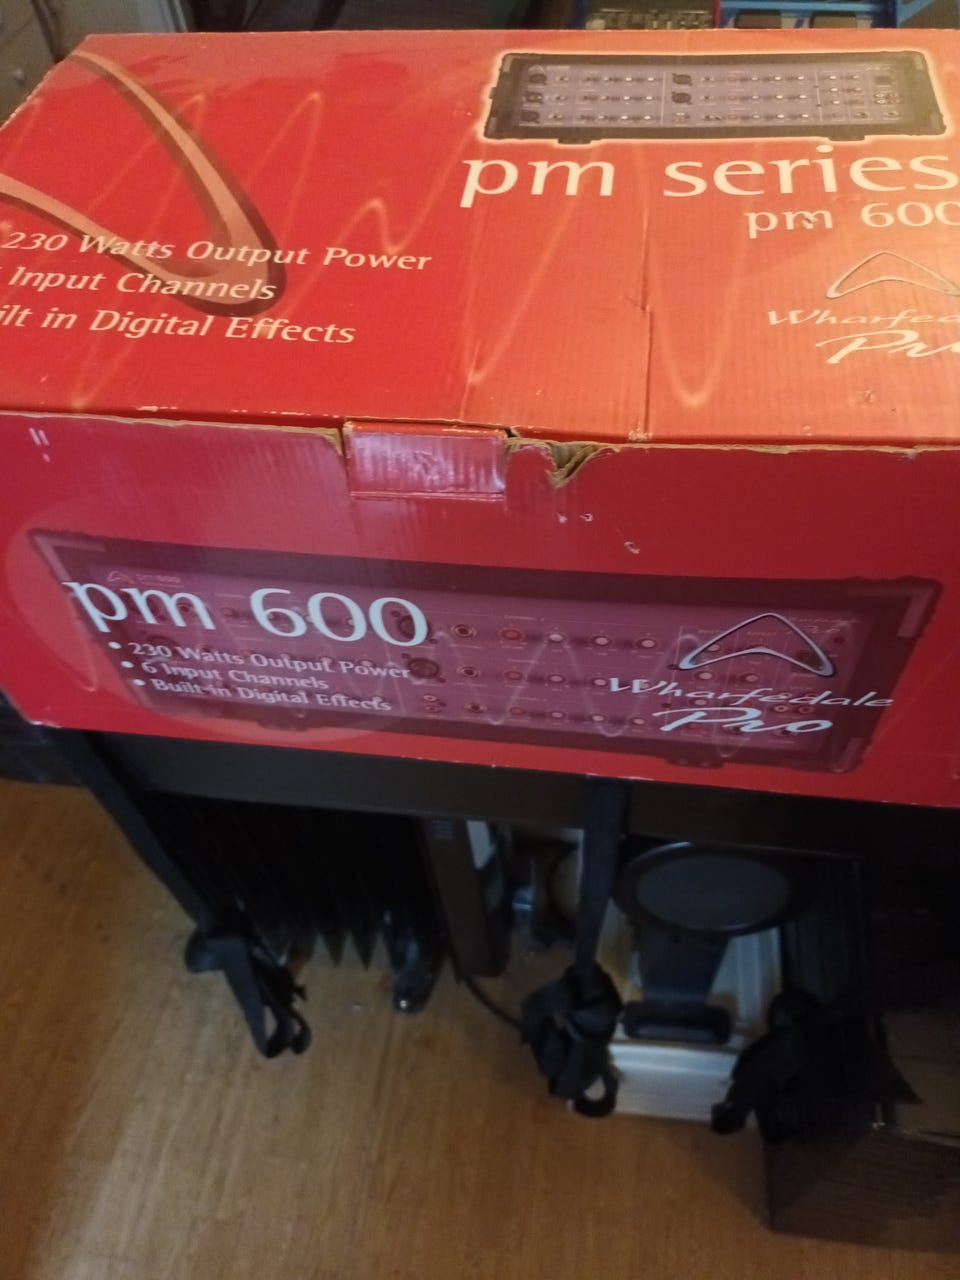 pm series
pm 600
230 Watts Output Power
Input Channels
ilt in Digital Effects
Wharfed
Pr
pm 600
• 230 Watts Output Power
• 6 Input Channels
• Built in Digital Effects
Wharfedale
Pro